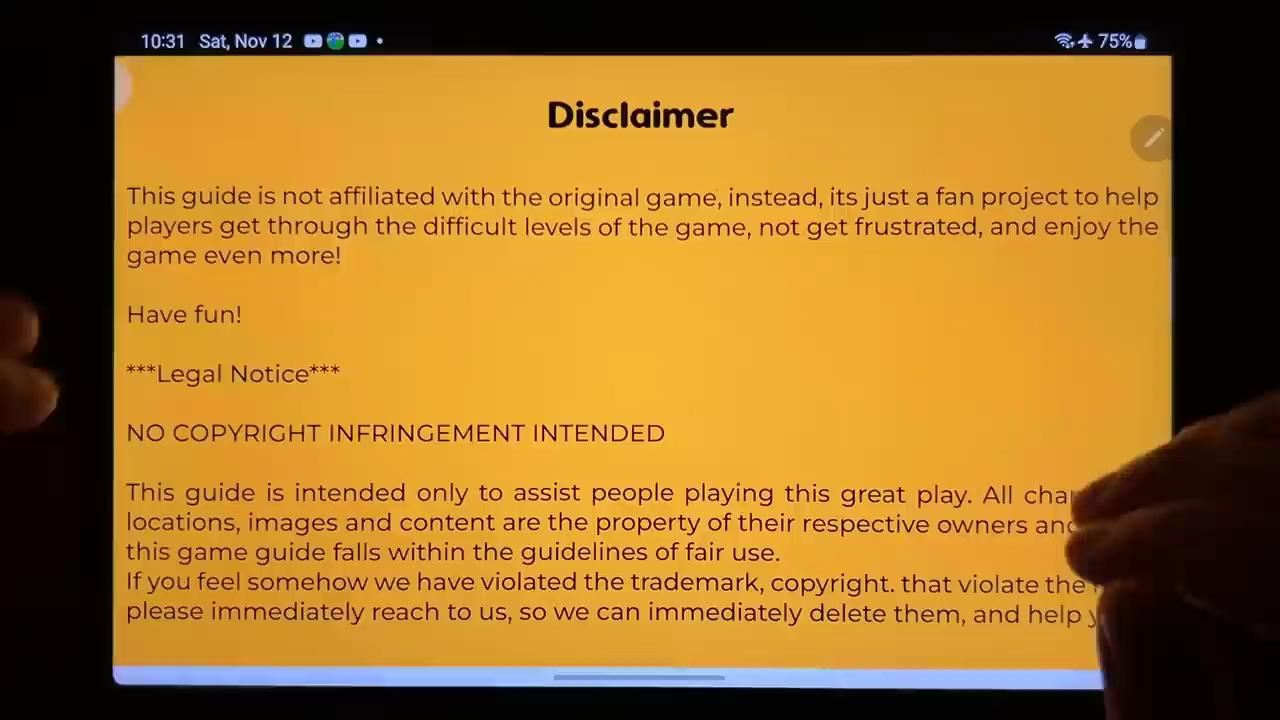 10:31 Sat, Nov 12 75%
Disclaimer
This guide is not affiliated with the original game, instead, its just a fan project to help
players get through the difficult levels of the game, not get frustrated, and enjoy the
game even more!
Have fun!
***Legal Notice***
NO COPYRIGHT INFRINGEMENT INTENDED
This guide is intended only to assist people playing this great play. All
locations, images and content are the property of their respective owners
this game guide falls within the guidelines of fair use.
If you feel somehow we have violated the trademark, copyright. that violate the
please immediately reach to us, so we can immediately delete them, and help